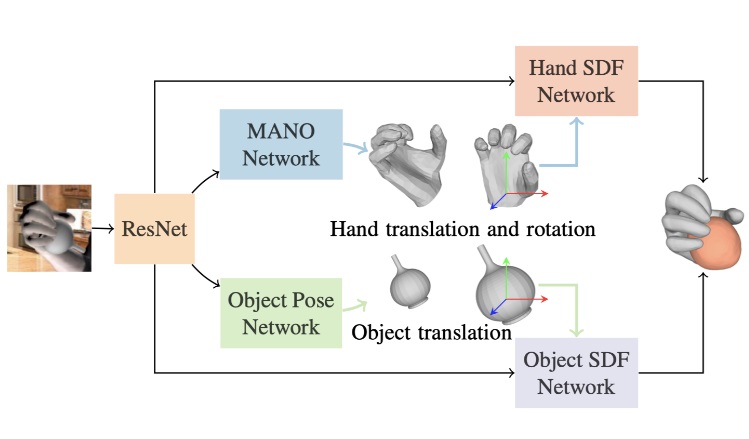 Hand SDF
Network
MANO
Network
ResNet
Hand translation and rotation
Object Pose
Network
Object translation
Object SDF
Network